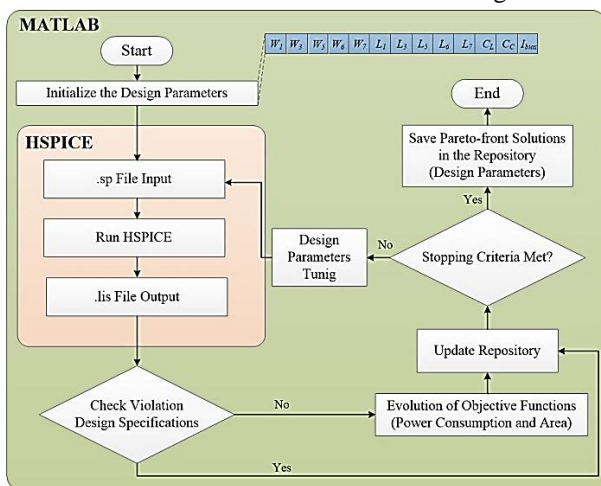 MATLAB
Start
W1 W3 W5 W6 W7 L1 L3 L5 L6 L7 CL CC Ibias
Initialize the Design Parameters
HSPICE
.sp File Input
Run HSPICE
.lis File Output
Check Violation
Design Specifications
No
Yes
Evolution of Objective Functions
(Power Consumption and Area)
Update Repository
Stopping Criteria Met?
No
Design
Parameters
Tunig
Yes
Save Pareto-front Solutions
in the Repository
(Design Parameters)
End